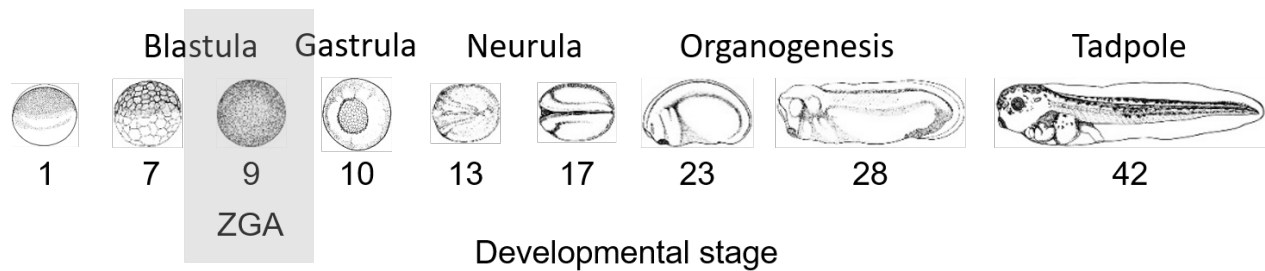 Blastula Gastrula Neurula Organogenesis Tadpole
1 7 9 10 13 17 23 28 42
ZGA
Developmental stage